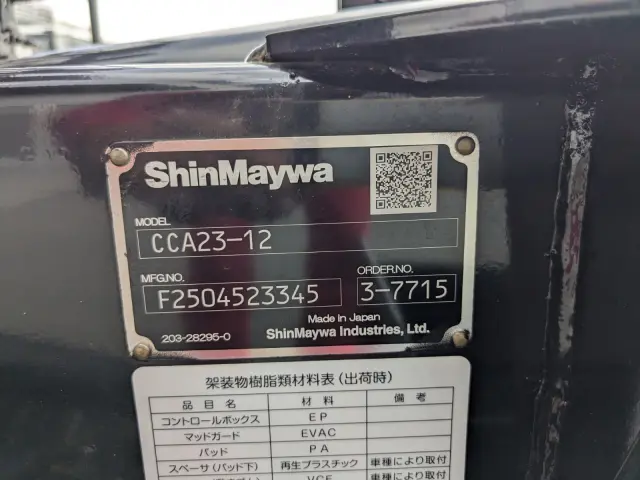 ShinMaywa
MODEL
CCA23-12
MFG.NO. ORDER.NO.
F2504523345 3-7715
Made in Japan
203-28295-0 ShinMaywa Industries, Ltd.
架装物樹脂類材料表(出荷時)
品目名 材料 備考
コントロールボックス EP
マッドガード EVAC
パッド PA
スペーサ(パッド下) 再生プラスチック 車種により取付